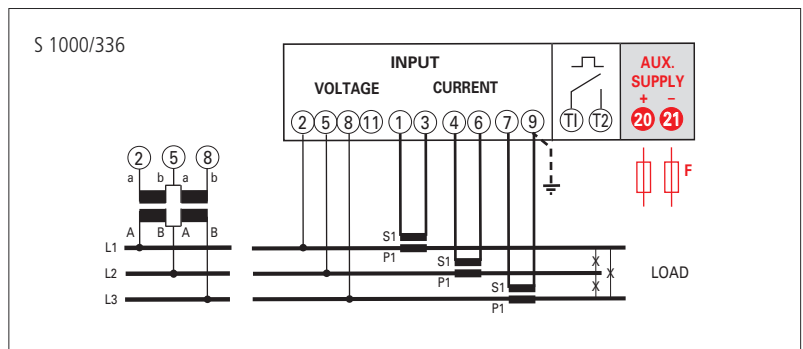 S 1000/336
INPUT
AUX.
SUPPLY
VOLTAGE CURRENT
+ −
2 5 8 11 1 3 4 6 7 9 T1 T2 20 21
2 5 8
a b a b
F
A B A B
S1
L1
P1
S1
L2
P1
LOAD
X
X
X
S1
L3
P1